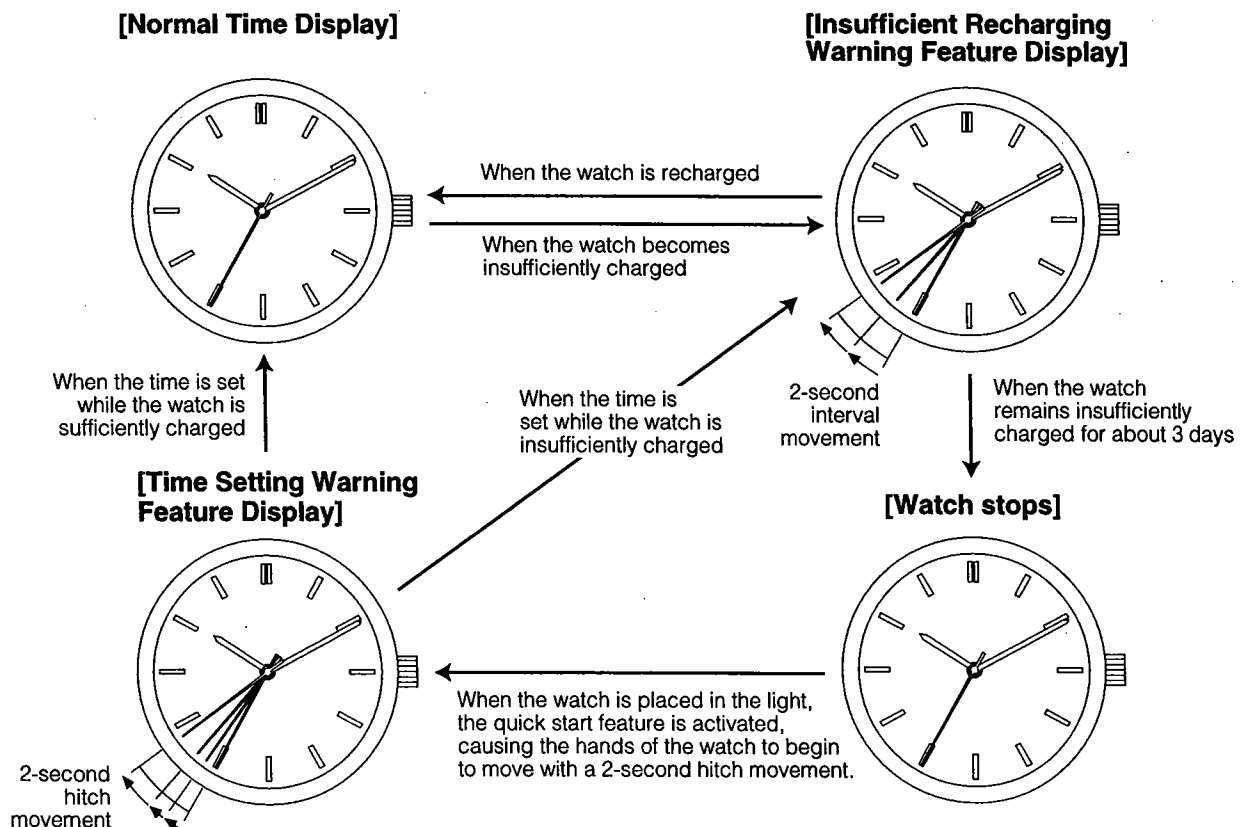 [Normal Time Display]
[Insufficient Recharging
Warning Feature Display]
When the watch is recharged
When the watch becomes
insufficiently charged
When the time is set
while the watch is
sufficiently charged
When the time is
set while the watch is
insufficiently charged
2-second
interval
movement
When the watch
remains insufficiently
charged for about 3 days
[Time Setting Warning
Feature Display]
[Watch stops]
When the watch is placed in the light,
the quick start feature is activated,
causing the hands of the watch to begin
to move with a 2-second hitch movement.
2-second
hitch
movement